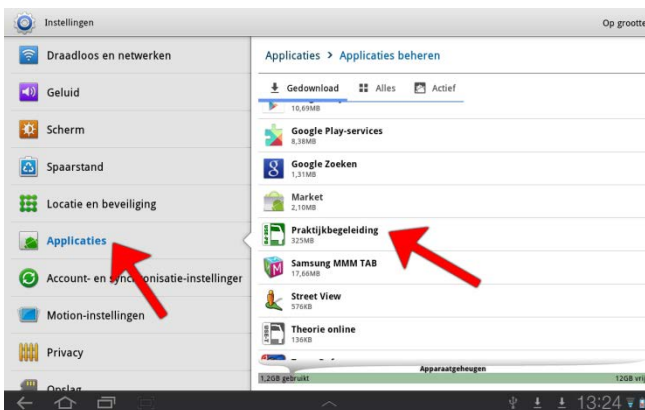 Instellingen
Op grootte
Draadloos en netwerken
Geluid
Scherm
Spaarstand
Locatie en beveiliging
Applicaties
Account- en synchronisatie-instellinger
Motion-instellingen
Privacy
Opslag
Applicaties > Applicaties beheren
Gedownload Alles Actief
10,69MB
Google Play-services
8,38MB
Google Zoeken
1,31MB
Market
2,10MB
Praktijkbegeleiding
325MB
Samsung MMM TAB
17,66MB
Street View
576KB
Theorie online
136KB
Apparaatgeheugen
1,2GB gebruikt
12GB vrij
13:24